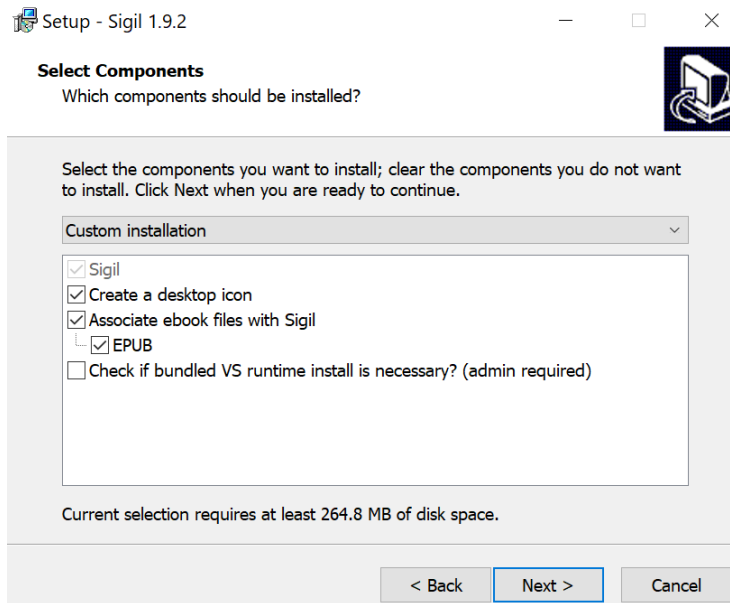 Setup - Sigil 1.9.2
Select Components
Which components should be installed?
Select the components you want to install; clear the components you do not want
to install. Click Next when you are ready to continue.
Custom installation
Sigil
Create a desktop icon
Associate ebook files with Sigil
EPUB
Check if bundled VS runtime install is necessary? (admin required)
Current selection requires at least 264.8 MB of disk space.
< Back
Next >
Cancel